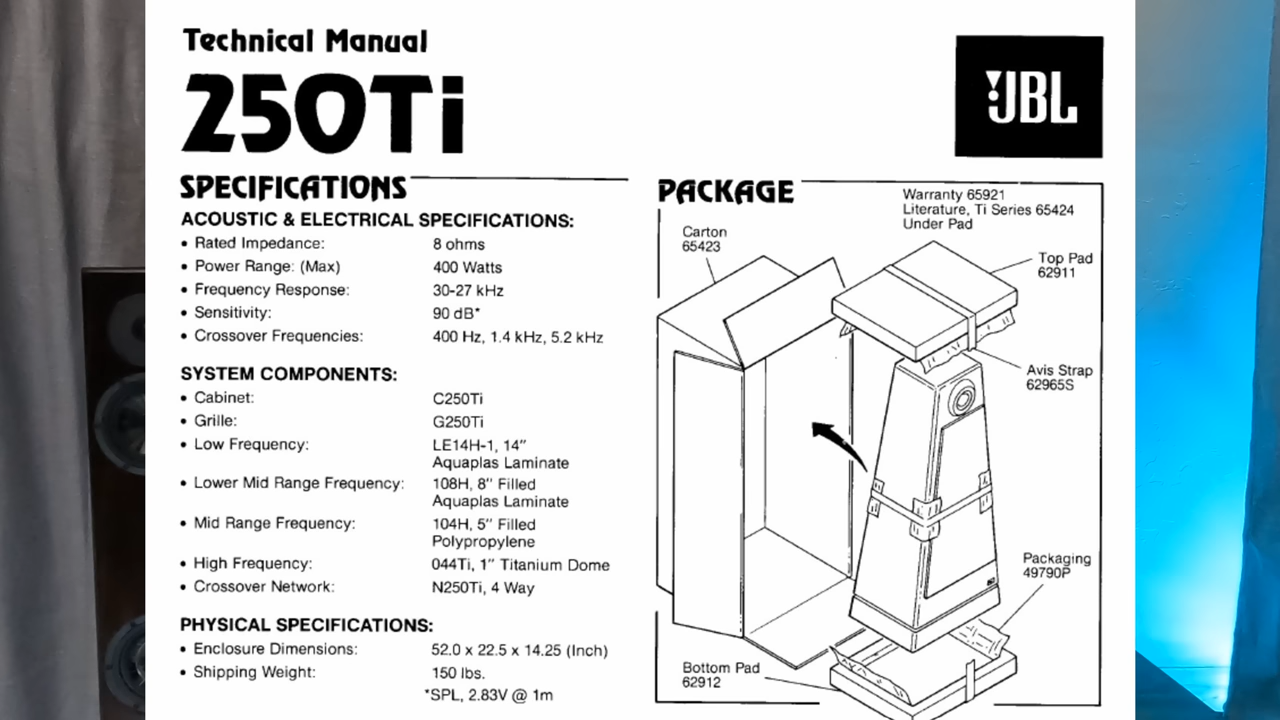 Technical Manual
250Ti
JBL
SPECIFICATIONS
ACOUSTIC & ELECTRICAL SPECIFICATIONS:
• Rated Impedance: 8 ohms
• Power Range: (Max) 400 Watts
• Frequency Response: 30-27 kHz
• Sensitivity: 90 dB*
• Crossover Frequencies: 400 Hz, 1.4 kHz, 5.2 kHz
SYSTEM COMPONENTS:
• Cabinet: C250Ti
• Grille: G250Ti
• Low Frequency: LE14H-1, 14″
Aquaplas Laminate
• Lower Mid Range Frequency: 108H, 8″ Filled
Aquaplas Laminate
• Mid Range Frequency: 104H, 5″ Filled
Polypropylene
• High Frequency: 044Ti, 1″ Titanium Dome
• Crossover Network: N250Ti, 4 Way
PHYSICAL SPECIFICATIONS:
• Enclosure Dimensions: 52.0 x 22.5 x 14.25 (Inch)
• Shipping Weight: 150 lbs.
*SPL, 2.83V @ 1m
PACKAGE
Warranty 65921
Literature, Ti Series 65424
Under Pad
Carton
65423
Top Pad
62911
Avis Strap
62965S
Packaging
49790P
Bottom Pad
62912